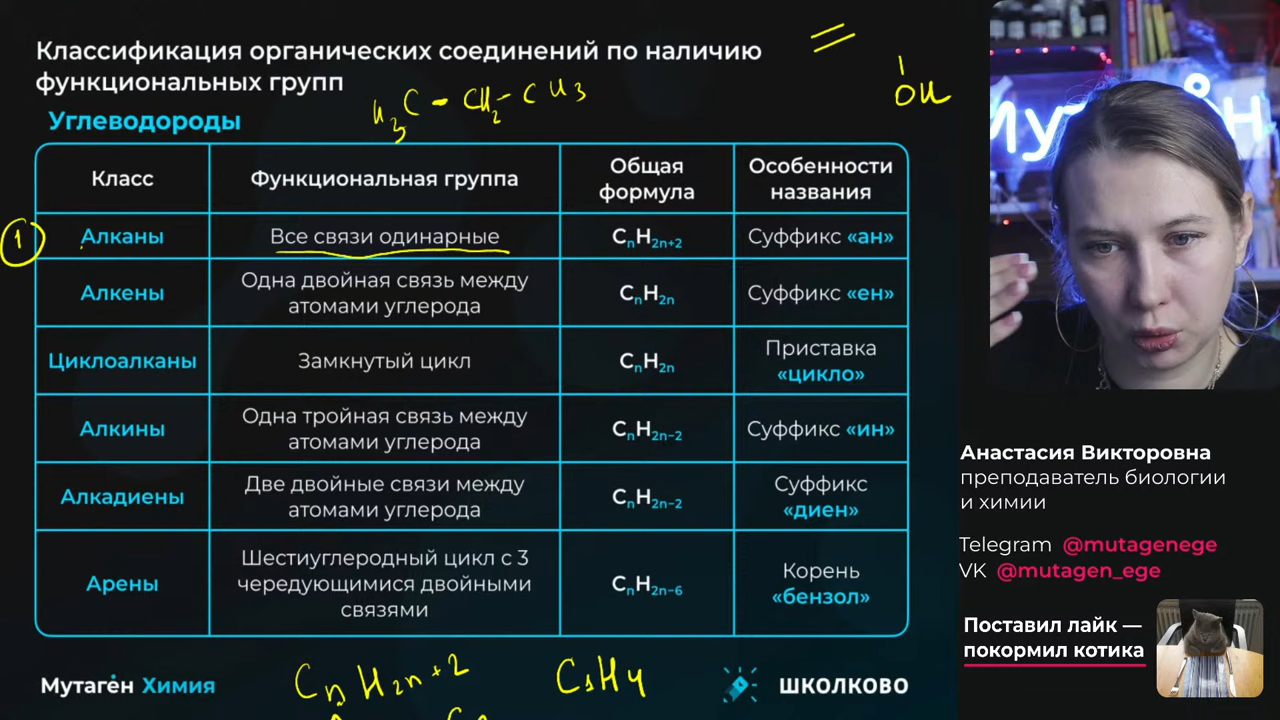 Классификация органических соединений по наличию
функциональных групп
=
OH
H3C - CH2 - CH3
Углеводороды
Класс
Функциональная группа
Общая
формула
Особенности
названия
1
Алканы
Все связи одинарные
CnH2n+2
Суффикс «ан»
Алкены
Одна двойная связь между
атомами углерода
CnH2n
Суффикс «ен»
Циклоалканы
Замкнутый цикл
CnH2n
Приставка
«цикло»
Алкины
Одна тройная связь между
атомами углерода
CnH2n−2
Суффикс «ин»
Алкадиены
Две двойные связи между
атомами углерода
CnH2n−2
Суффикс
«диен»
Арены
Шестиуглеродный цикл с 3
чередующимися двойными
связями
CnH2n−6
Корень
«бензол»
CnH2n+2
Мутаген Химия
ШКОЛКОВО
Анастасия Викторовна
преподаватель биологии
и химии
Telegram @mutagenege
VK @mutagen_ege
Поставил лайк —
покормил котика